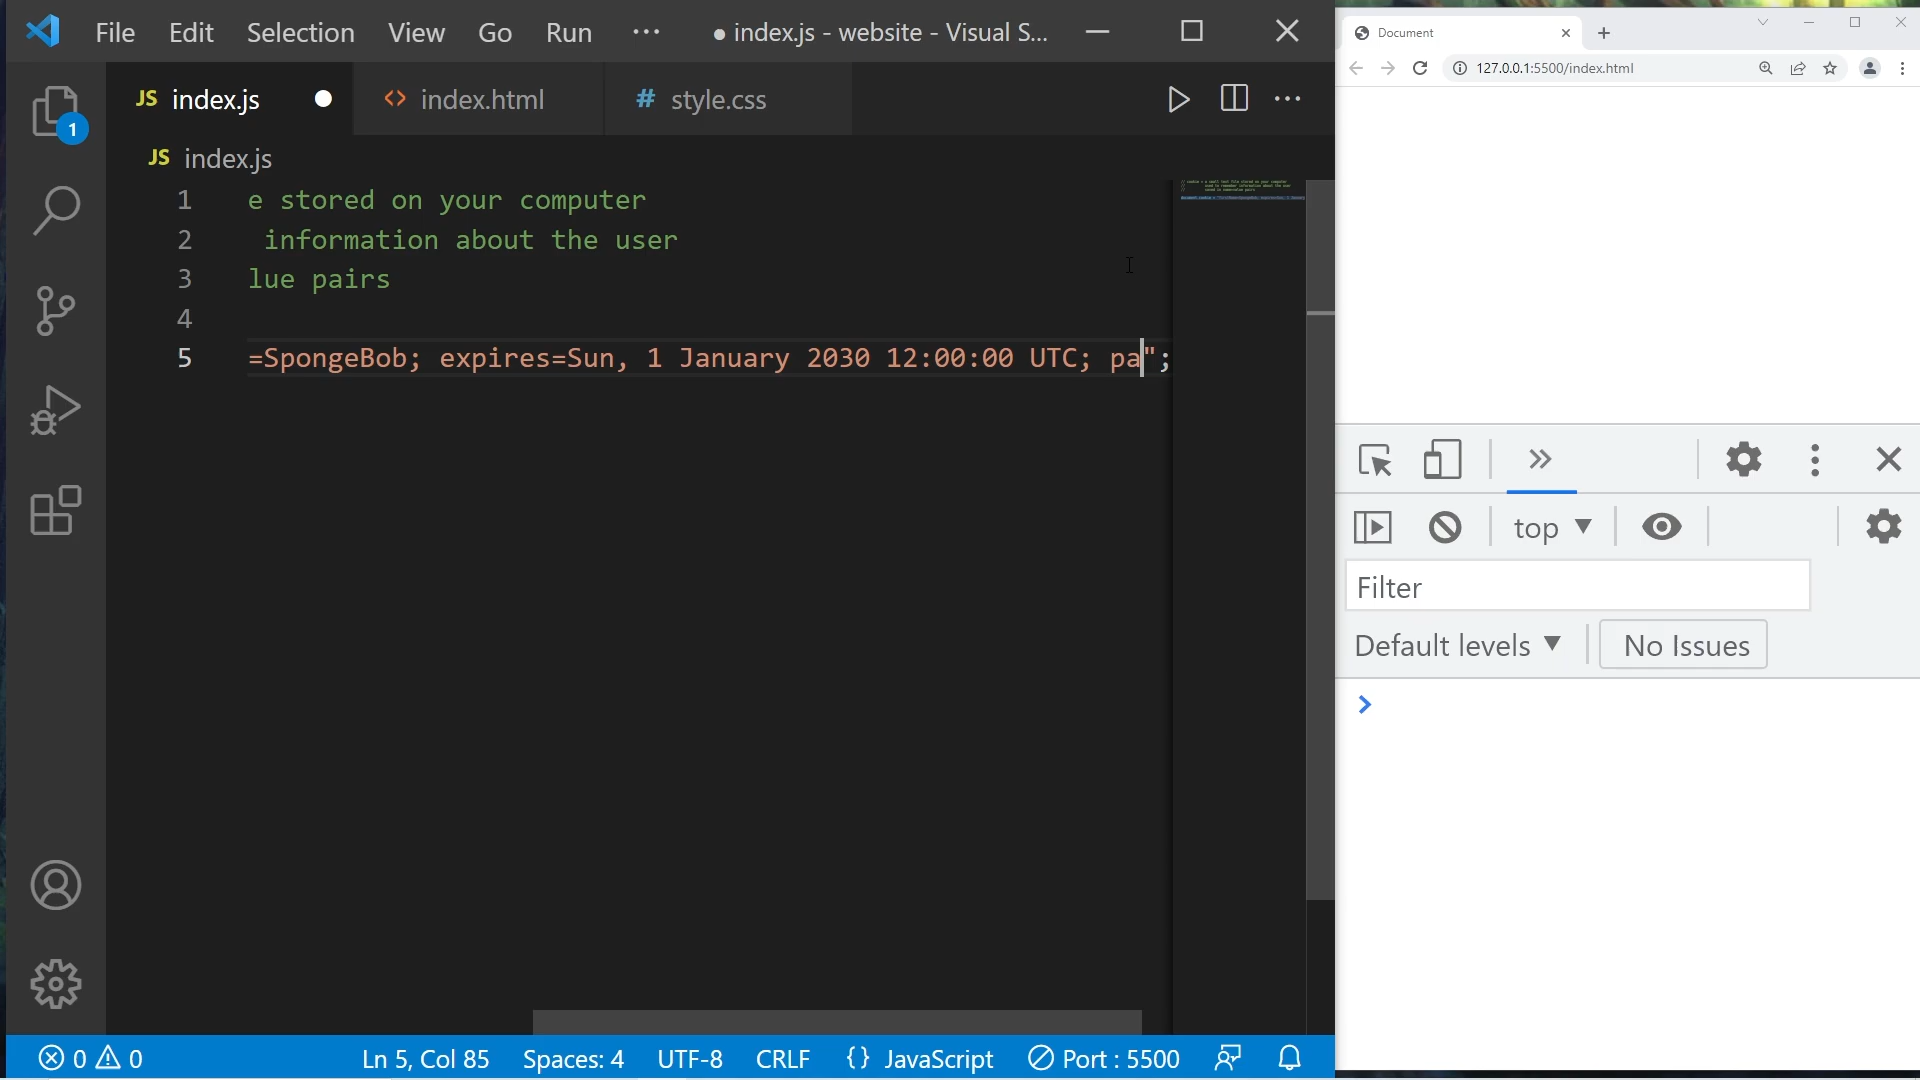 File Edit Selection View Go Run ··· ● index.js - website - Visual S...
JS index.js <> index.html # style.css
JS index.js
1 e stored on your computer
2 information about the user
3 lue pairs
4
5 =SpongeBob; expires=Sun, 1 January 2030 12:00:00 UTC; pa";
1
0 0 Ln 5, Col 85 Spaces: 4 UTF-8 CRLF {} JavaScript Port : 5500
Document
127.0.0.1:5500/index.html
top
Filter
Default levels No Issues